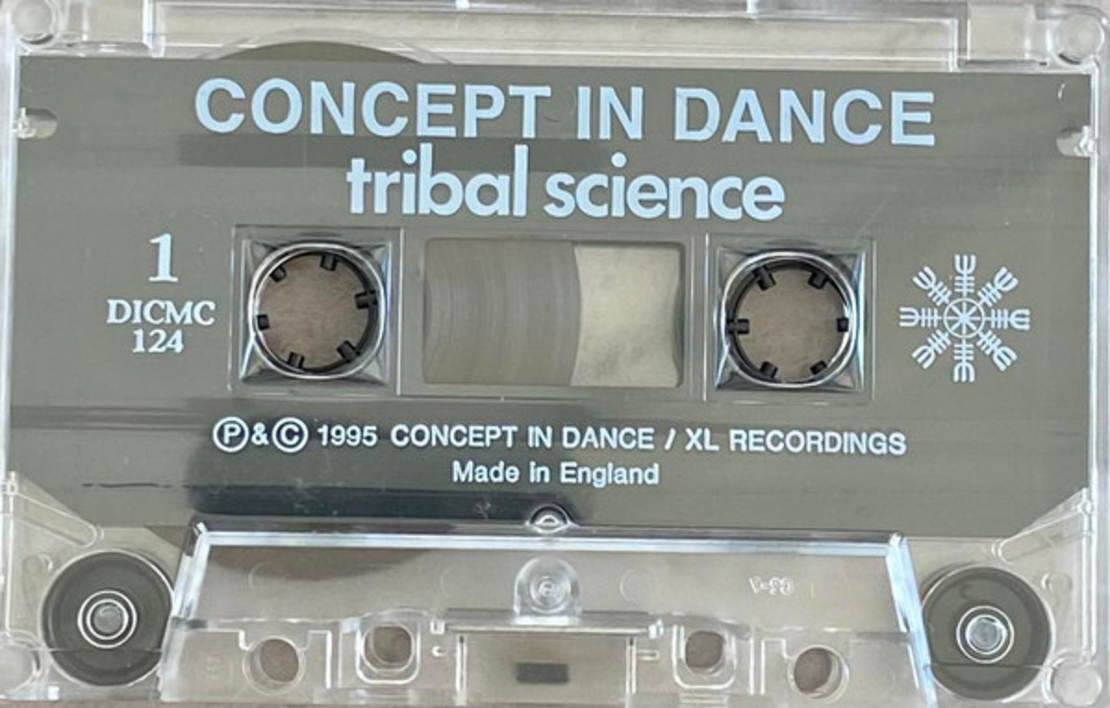 CONCEPT IN DANCE
tribal science
1
DICMC
124
Ⓟ&© 1995 CONCEPT IN DANCE / XL RECORDINGS
Made in England